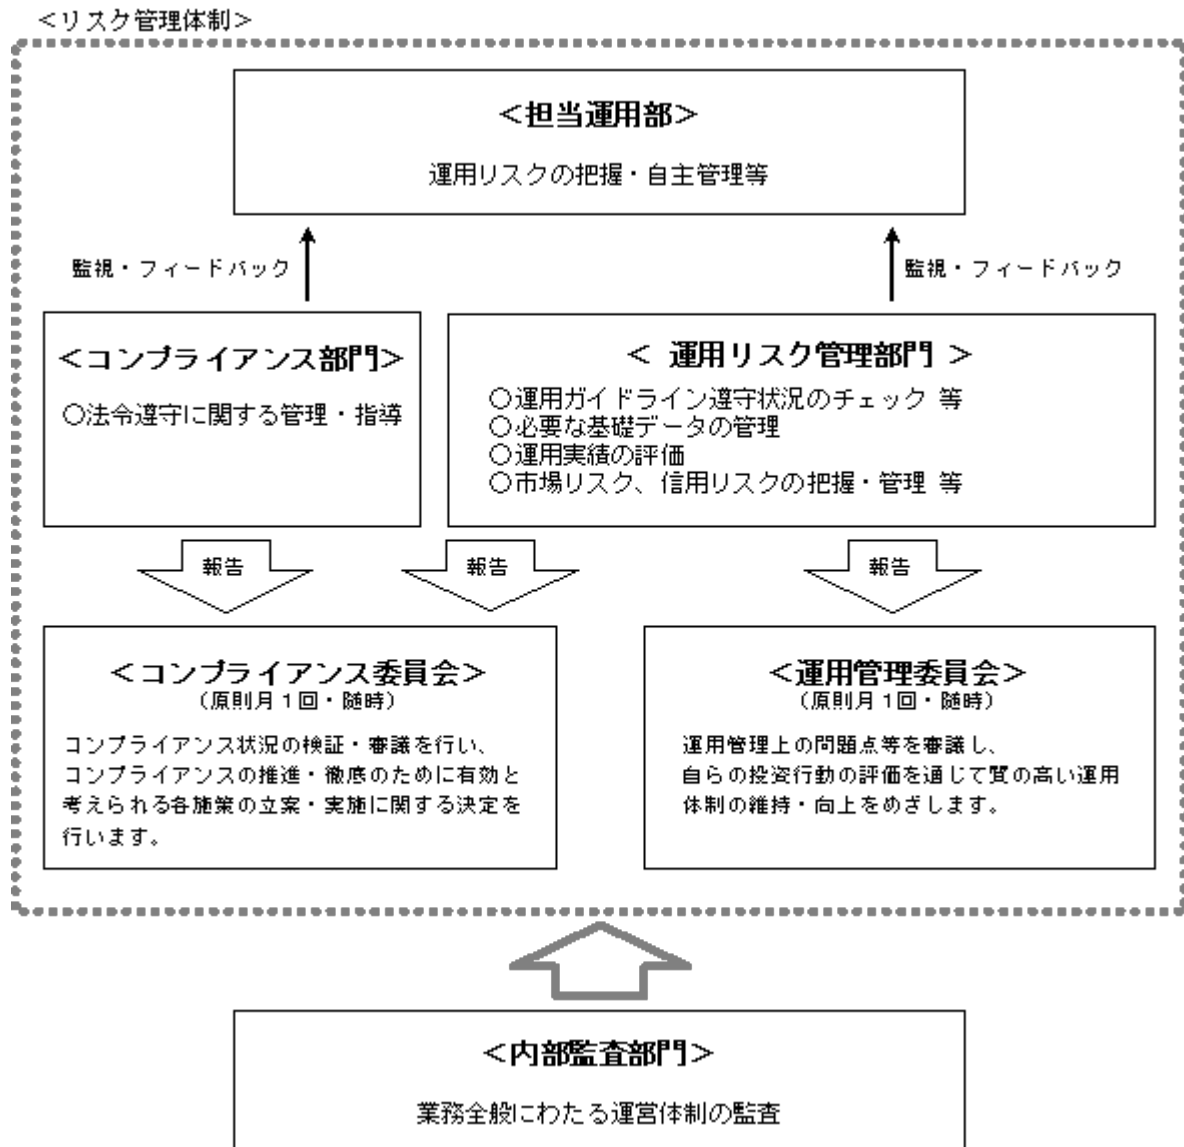 ＜リスク管理体制＞
＜担当運用部＞
運用リスクの把握・自主管理等
監視・フィードバック
監視・フィードバック
＜コンプライアンス部門＞
○法令遵守に関する管理・指導
＜ 運用リスク管理部門 ＞
○運用ガイドライン遵守状況のチェック 等
○必要な基礎データの管理
○運用実績の評価
○市場リスク、信用リスクの把握・管理 等
報告
報告
報告
＜コンプライアンス委員会＞
（原則月１回・随時）
コンプライアンス状況の検証・審議を行い、
コンプライアンスの推進・徹底のために有効と
考えられる各施策の立案・実施に関する決定を
行います。
＜運用管理委員会＞
（原則月１回・随時）
運用管理上の問題点等を審議し、
自らの投資行動の評価を通じて質の高い運用
体制の維持・向上をめざします。
＜内部監査部門＞
業務全般にわたる運営体制の監査